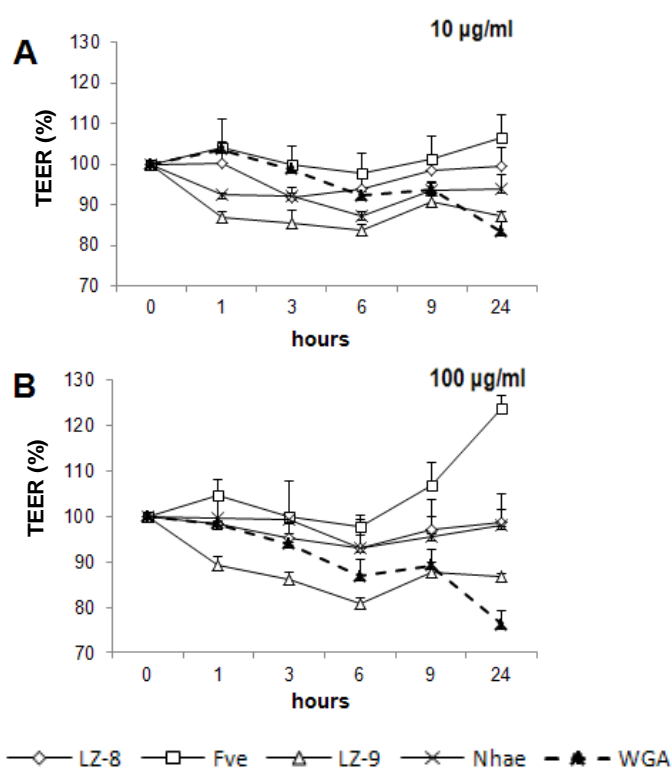 A
10 µg/ml
130
120
110
100
90
80
70
TEER (%)
0 1 3 6 9 24
hours
B
100 µg/ml
130
120
110
100
90
80
70
TEER (%)
0 1 3 6 9 24
hours
LZ-8 Fve LZ-9 Nhae WGA